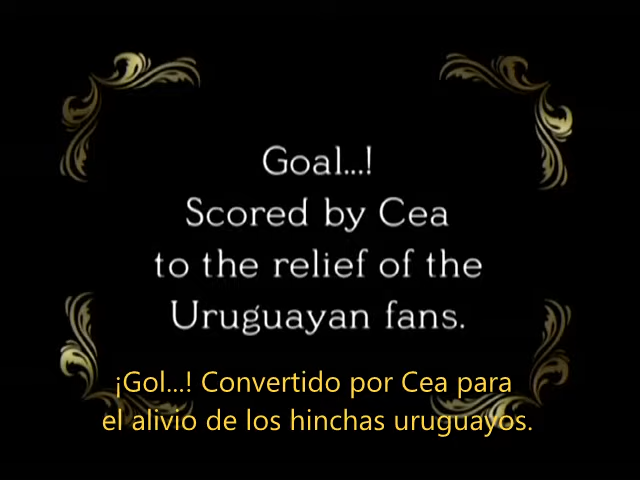 Goal...!
Scored by Cea
to the relief of the
Uruguayan fans.
¡Gol...! Convertido por Cea para
el alivio de los hinchas uruguayos.